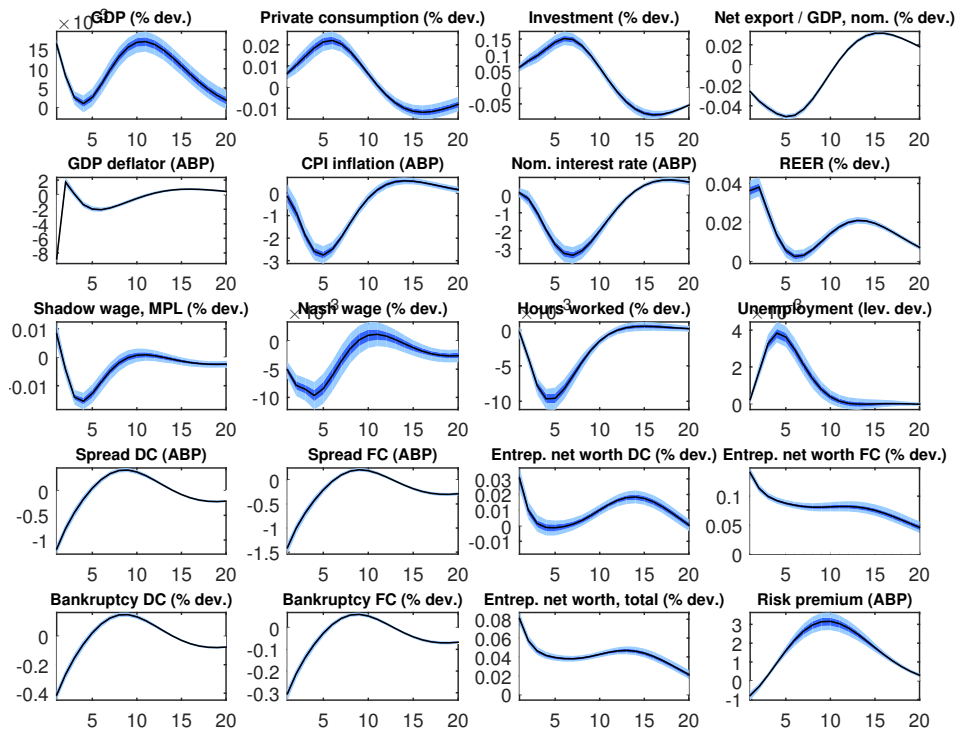 GDP (% dev.)
× 10-3
15
10
5
0
5 10 15 20
Private consumption (% dev.)
0.02
0.01
0
-0.01
5 10 15 20
Investment (% dev.)
0.15
0.1
0.05
0
-0.05
5 10 15 20
Net export / GDP, nom. (% dev.)
0.02
0
-0.02
-0.04
5 10 15 20
GDP deflator (ABP)
2
0
-2
-4
-6
-8
5 10 15 20
CPI inflation (ABP)
0
-1
-2
-3
5 10 15 20
Nom. interest rate (ABP)
0
-1
-2
-3
5 10 15 20
REER (% dev.)
0.04
0.02
0
5 10 15 20
Shadow wage, MPL (% dev.)
0.01
0
-0.01
5 10 15 20
Nash wage (% dev.)
× 10-3
0
-5
-10
5 10 15 20
Hours worked (% dev.)
× 10-3
0
-5
-10
5 10 15 20
Unemployment (lev. dev.)
4
2
0
5 10 15 20
Spread DC (ABP)
0
-0.5
-1
5 10 15 20
Spread FC (ABP)
0
-0.5
-1
-1.5
5 10 15 20
Entrep. net worth DC (% dev.)
0.03
0.02
0.01
0
-0.01
5 10 15 20
Entrep. net worth FC (% dev.)
0.1
0.05
0
5 10 15 20
Bankruptcy DC (% dev.)
0
-0.2
-0.4
5 10 15 20
Bankruptcy FC (% dev.)
0
-0.1
-0.2
-0.3
5 10 15 20
Entrep. net worth, total (% dev.)
0.08
0.06
0.04
0.02
0
5 10 15 20
Risk premium (ABP)
3
2
1
0
-1
5 10 15 20